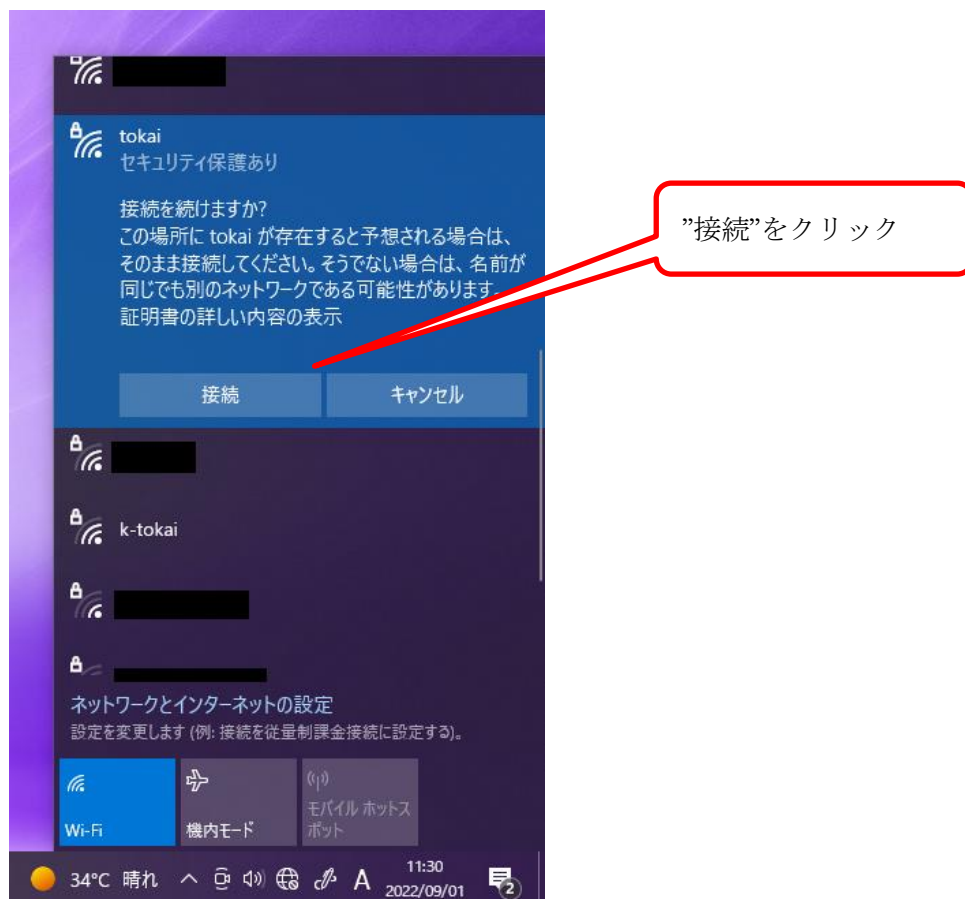 tokai
セキュリティ保護あり
接続を続けますか?
この場所に tokai が存在すると予想される場合は、
そのまま接続してください。そうでない場合は、名前が
同じでも別のネットワークである可能性があります。
証明書の詳しい内容の表示
接続
キャンセル
”接続”をクリック
k-tokai
ネットワークとインターネットの設定
設定を変更します (例: 接続を従量制課金接続に設定する)。
Wi-Fi
機内モード
モバイル ホットス
ポット
34°C 晴れ
A
11:30
2022/09/01
2